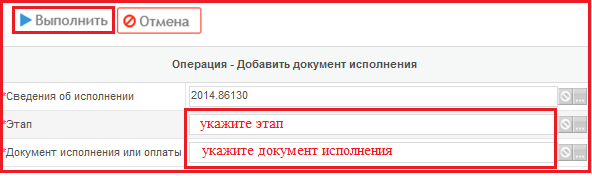 Выполнить Отмена
Операция - Добавить документ исполнения
*Сведения об исполнении 2014.86130 ...
*Этап укажите этап ...
*Документ исполнения или оплаты укажите документ исполнения ...